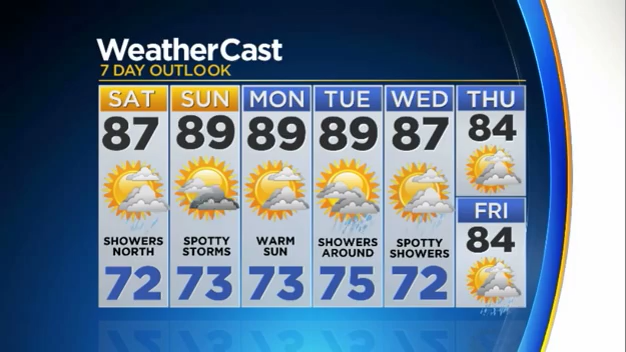 WeatherCast
7 DAY OUTLOOK
SAT SUN MON TUE WED THU
87 89 89 89 87 84
FRI
84
SHOWERS NORTH
SPOTTY STORMS
WARM SUN
SHOWERS AROUND
SPOTTY SHOWERS
72 73 73 75 72